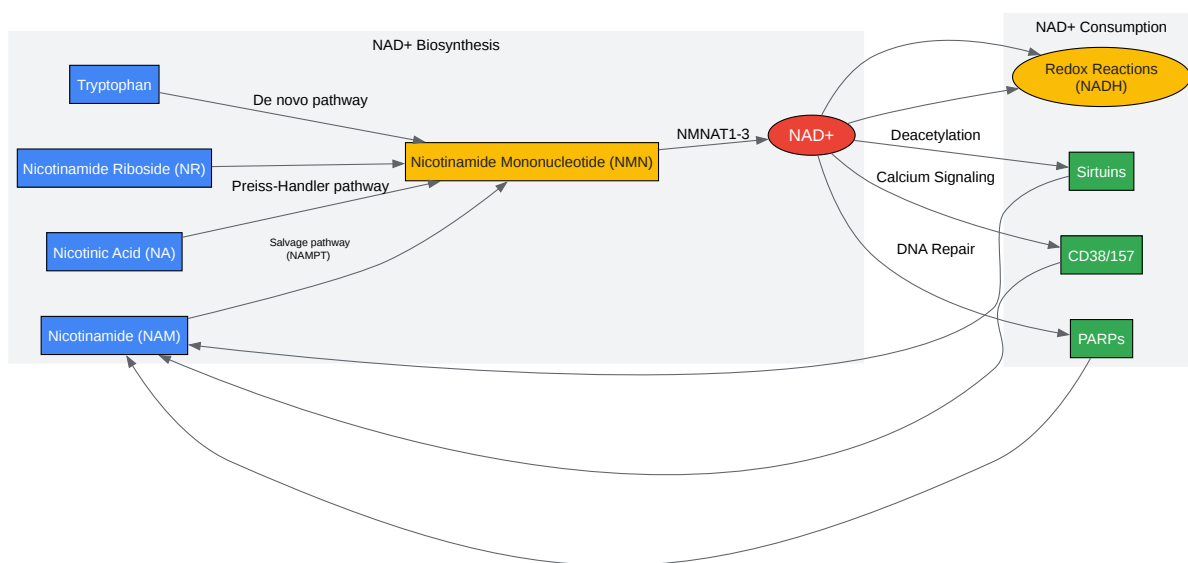 NAD+ Consumption
NAD+ Biosynthesis
Redox Reactions
(NADH)
Tryptophan
De novo pathway
NMNAT1-3
NAD+
Deacetylation
Nicotinamide Mononucleotide (NMN)
Nicotinamide Riboside (NR)
Calcium Signaling
Sirtuins
Preiss-Handler pathway
Salvage pathway
(NAMPT)
DNA Repair
Nicotinic Acid (NA)
CD38/157
Nicotinamide (NAM)
PARPs